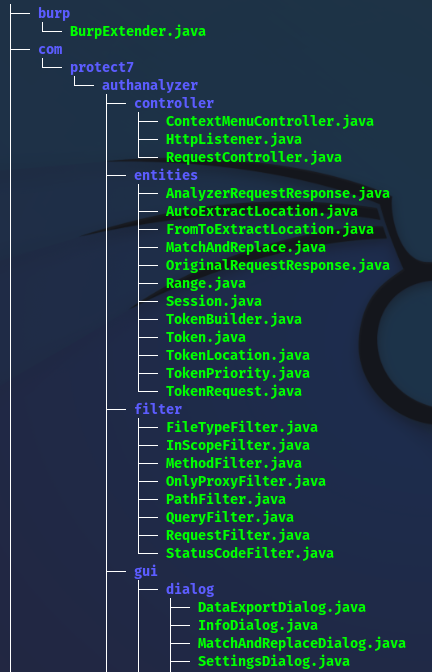 burp
BurpExtender.java
com
protect7
authanalyzer
controller
ContextMenuController.java
HttpListener.java
RequestController.java
entities
AnalyzerRequestResponse.java
AutoExtractLocation.java
FromToExtractLocation.java
MatchAndReplace.java
OriginalRequestResponse.java
Range.java
Session.java
TokenBuilder.java
Token.java
TokenLocation.java
TokenPriority.java
TokenRequest.java
filter
FileTypeFilter.java
InScopeFilter.java
MethodFilter.java
OnlyProxyFilter.java
PathFilter.java
QueryFilter.java
RequestFilter.java
StatusCodeFilter.java
gui
dialog
DataExportDialog.java
InfoDialog.java
MatchAndReplaceDialog.java
SettingsDialog.java